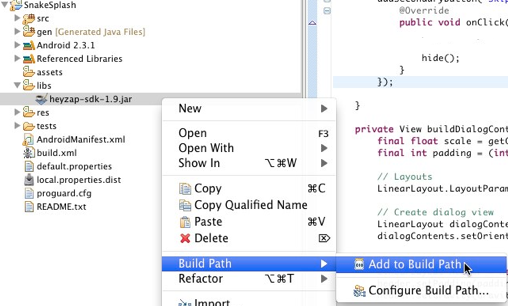 SnakeSplash
src
gen [Generated Java Files]
Android 2.3.1
Referenced Libraries
assets
libs
heyzap-sdk-1.9.jar
res
tests
AndroidManifest.xml
build.xml
default.properties
local.properties.dist
proguard.cfg
README.txt
New
Open F3
Open With
Show In ⌥⌘W
Copy ⌘C
Copy Qualified Name
Paste ⌘V
Delete ⌦
Build Path
Refactor ⌥⌘T
Import
Add to Build Path
Configure Build Path...
@Override
public void onClick(
hide();
}
});
}
private View buildDialogConte
final float scale = getC
final int padding = (int
// Layouts
LinearLayout.LayoutParam
// Create dialog view
LinearLayout dialogConte
dialogContents.setOrient